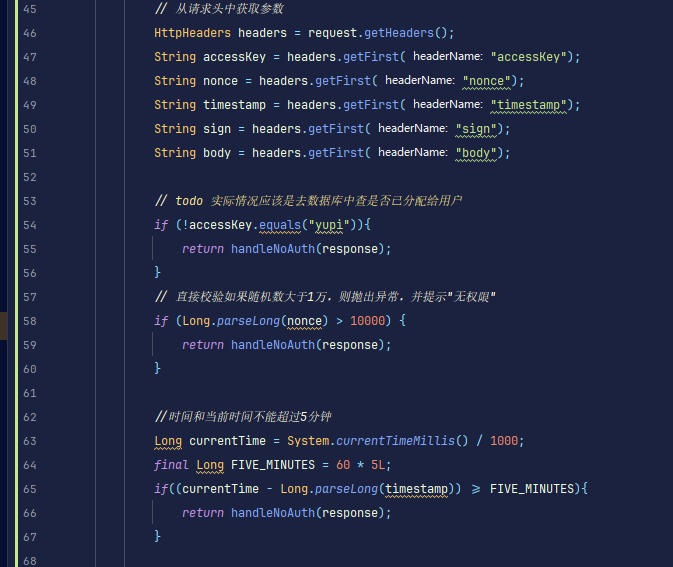 45 // 从请求头中获取参数
46 HttpHeaders headers = request.getHeaders();
47 String accessKey = headers.getFirst( headerName: "accessKey");
48 String nonce = headers.getFirst( headerName: "nonce");
49 String timestamp = headers.getFirst( headerName: "timestamp");
50 String sign = headers.getFirst( headerName: "sign");
51 String body = headers.getFirst( headerName: "body");
52
53 // todo 实际情况应该是去数据库中查是否已分配给用户
54 if (!accessKey.equals("yupi")){
55 return handleNoAuth(response);
56 }
57 // 直接校验如果随机数大于1万，则抛出异常，并提示"无权限"
58 if (Long.parseLong(nonce) > 10000) {
59 return handleNoAuth(response);
60 }
61
62 //时间和当前时间不能超过5分钟
63 Long currentTime = System.currentTimeMillis() / 1000;
64 final Long FIVE_MINUTES = 60 * 5L;
65 if((currentTime - Long.parseLong(timestamp)) >= FIVE_MINUTES){
66 return handleNoAuth(response);
67 }
68